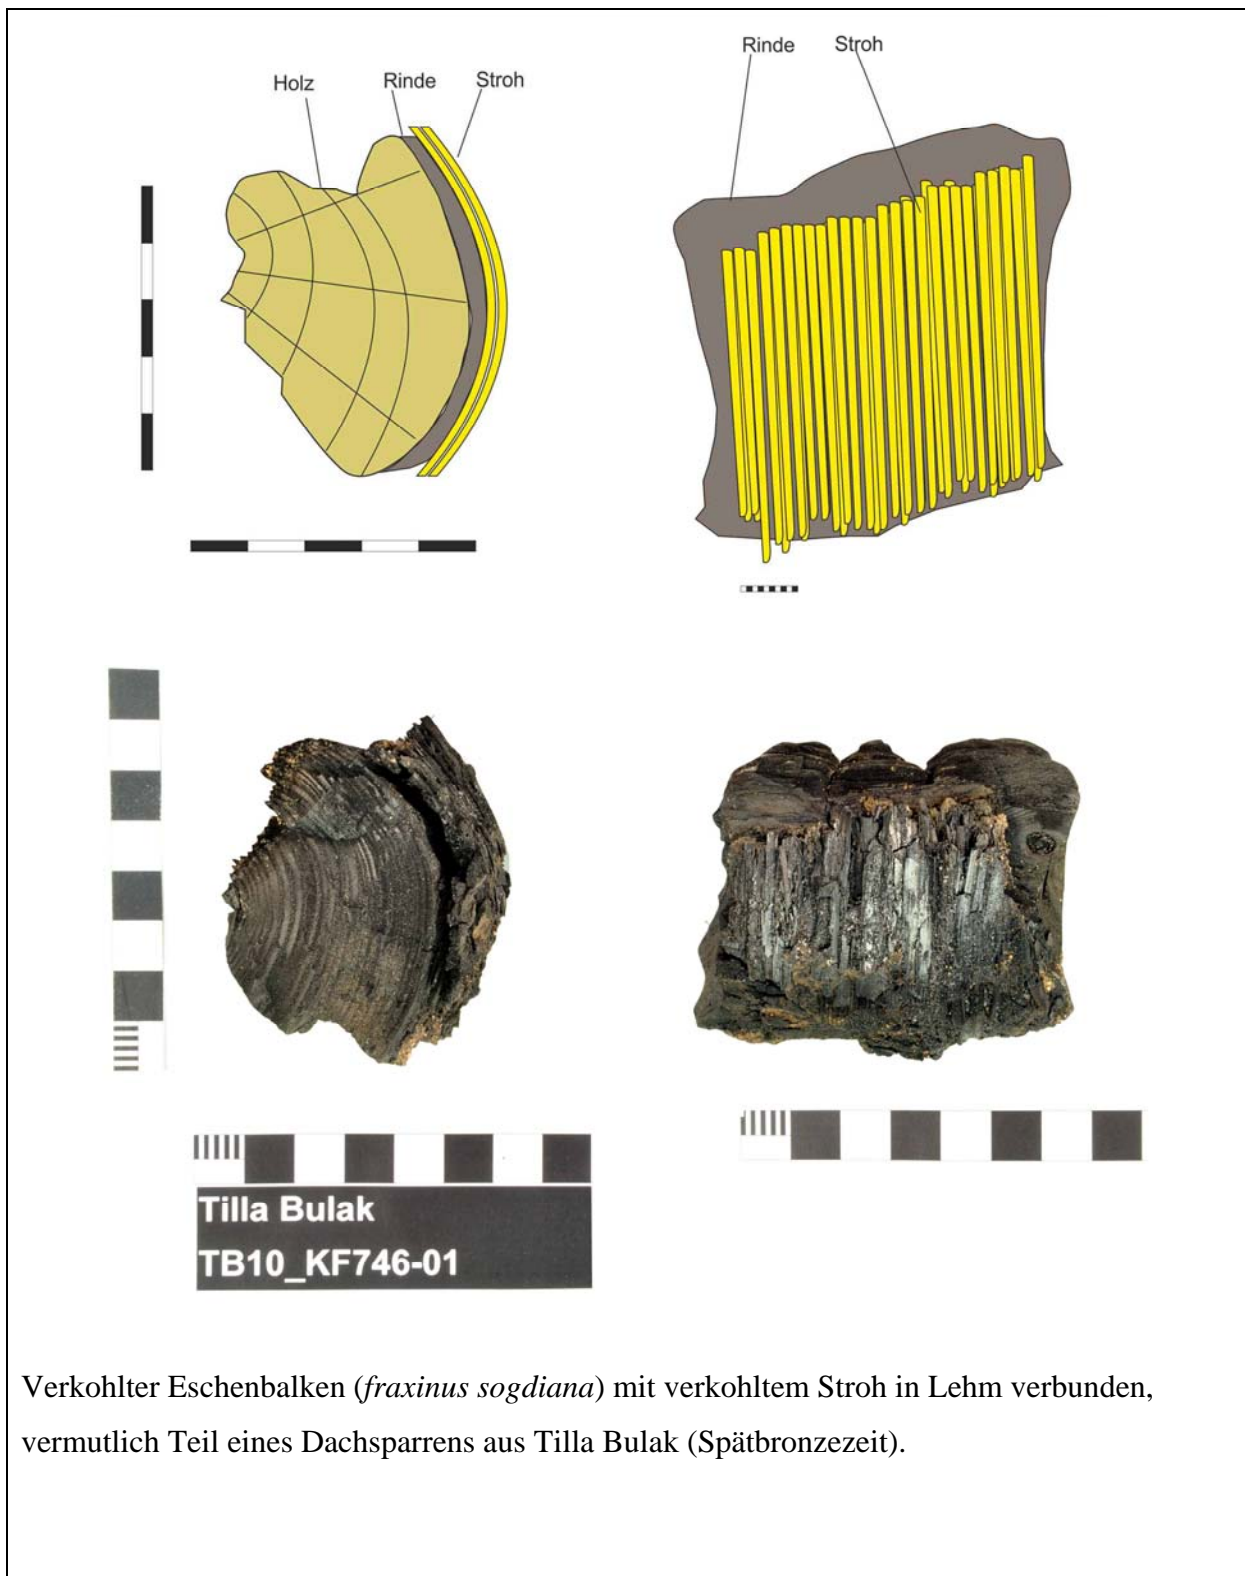 Holz Rinde Stroh
Rinde Stroh
Tilla Bulak
TB10_KF746-01
Verkohlter Eschenbalken (fraxinus sogdiana) mit verkohltem Stroh in Lehm verbunden,
vermutlich Teil eines Dachsparrens aus Tilla Bulak (Spätbronzezeit).